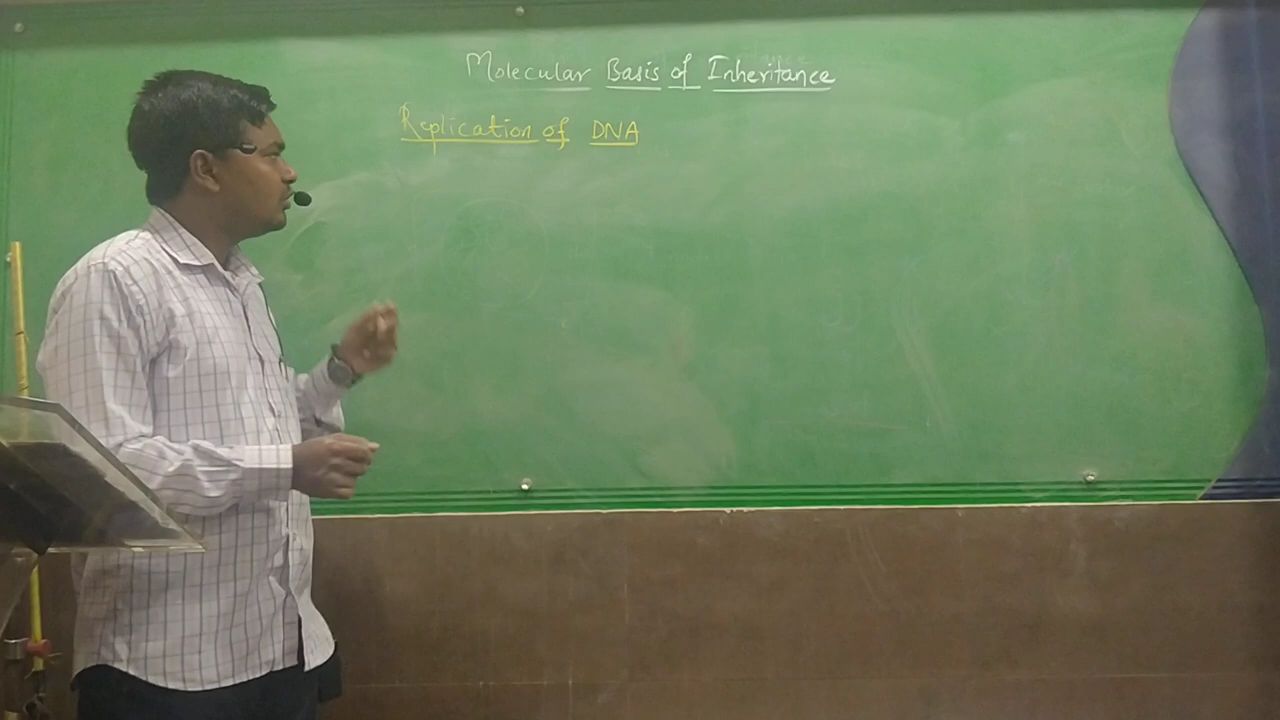 Molecular Basis of Inheritance
Replication of DNA